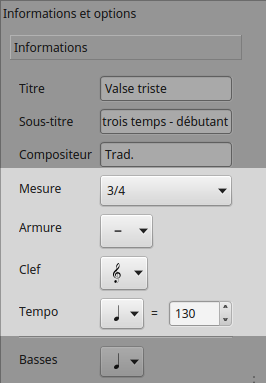 Informations et options
Informations
Titre Valse triste
Sous-titre trois temps - débutant
Compositeur Trad.
Mesure 3/4
Armure –
Clef
Tempo = 130
Basses